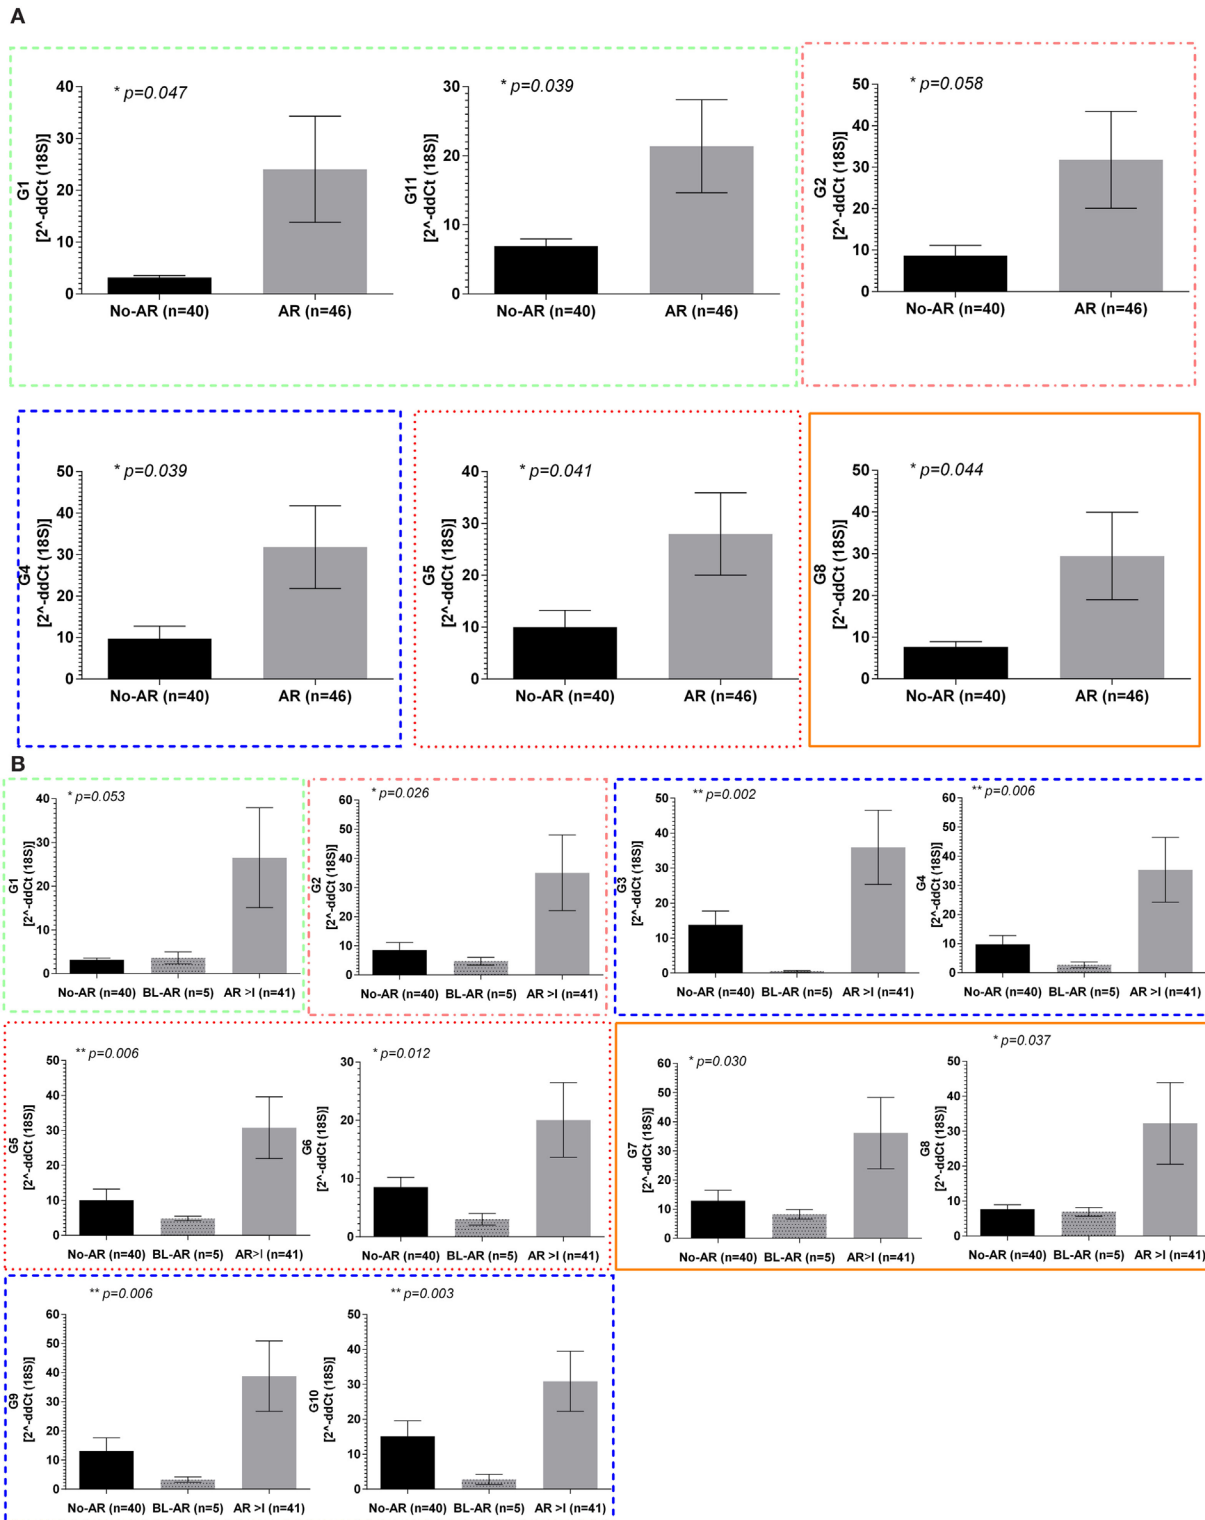 A
* p=0.047
G1
[2^-ddCt (18S)]
40
30
20
10
0
No-AR (n=40)
AR (n=46)
* p=0.039
G11
[2^-ddCt (18S)]
30
20
10
0
No-AR (n=40)
AR (n=46)
* p=0.058
G2
[2^-ddCt (18S)]
50
40
30
20
10
0
No-AR (n=40)
AR (n=46)
* p=0.039
G4
[2^-ddCt (18S)]
50
40
30
20
10
0
No-AR (n=40)
AR (n=46)
* p=0.041
G5
[2^-ddCt (18S)]
40
30
20
10
0
No-AR (n=40)
AR (n=46)
* p=0.044
G8
[2^-ddCt (18S)]
50
40
30
20
10
0
No-AR (n=40)
AR (n=46)
B
* p=0.053
G1
[2^-ddCt (18S)]
40
30
20
10
0
No-AR (n=40)
BL-AR (n=5)
AR >I (n=41)
* p=0.026
G2
[2^-ddCt (18S)]
60
50
40
30
20
10
0
No-AR (n=40)
BL-AR (n=5)
AR >I (n=41)
** p=0.002
G3
[2^-ddCt (18S)]
50
40
30
20
10
0
No-AR (n=40)
BL-AR (n=5)
AR >I (n=41)
** p=0.006
G4
[2^-ddCt (18S)]
60
50
40
30
20
10
0
No-AR (n=40)
BL-AR (n=5)
AR >I (n=41)
** p=0.006
G5
[2^-ddCt (18S)]
50
40
30
20
10
0
No-AR (n=40)
BL-AR (n=5)
AR>I (n=41)
* p=0.012
G6
[2^-ddCt (18S)]
30
20
10
0
No-AR (n=40)
BL-AR (n=5)
AR >I (n=41)
* p=0.030
G7
[2^-ddCt (18S)]
60
50
40
30
20
10
0
No-AR (n=40)
BL-AR (n=5)
AR>I (n=41)
* p=0.037
G8
[2^-ddCt (18S)]
50
40
30
20
10
0
No-AR (n=40)
BL-AR (n=5)
AR >I (n=41)
** p=0.006
G9
[2^-ddCt (18S)]
60
50
40
30
20
10
0
No-AR (n=40)
BL-AR (n=5)
AR >I (n=41)
** p=0.003
G10
[2^-ddCt (18S)]
50
40
30
20
10
0
No-AR (n=40)
BL-AR (n=5)
AR >I (n=41)